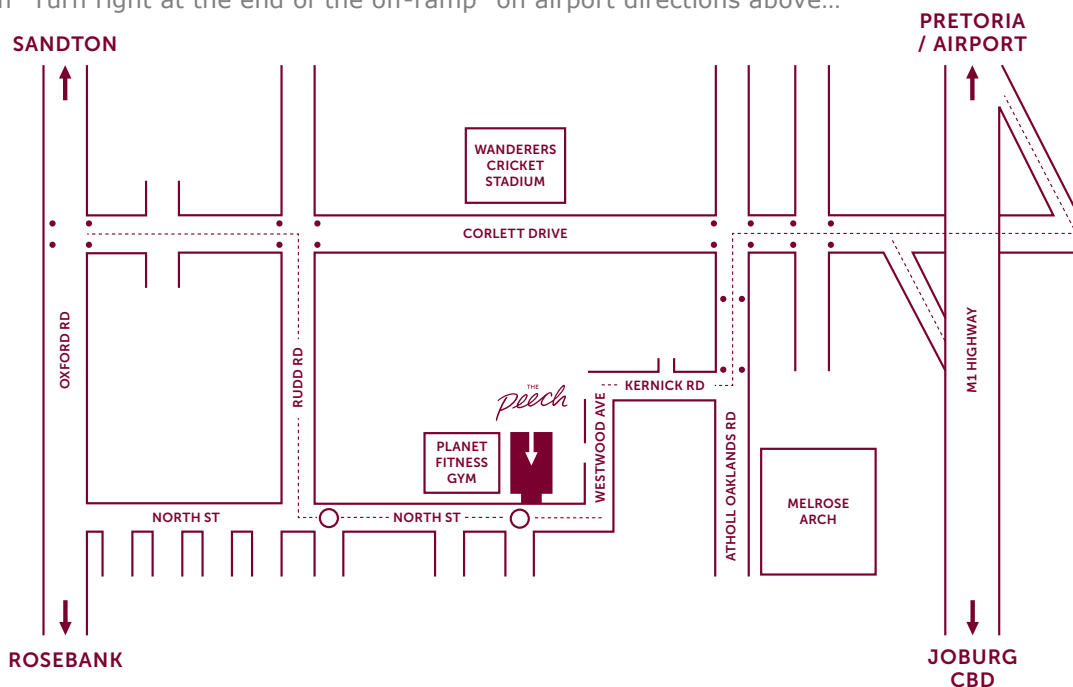 "Turn right at the end of the off-ramp" on airport directions above…
SANDTON
PRETORIA
/ AIRPORT
WANDERERS
CRICKET
STADIUM
CORLETT DRIVE
OXFORD RD
RUDD RD
M1 HIGHWAY
THE
Peech
KERNICK RD
WESTWOOD AVE
PLANET
FITNESS
GYM
ATHOLL OAKLANDS RD
MELROSE
ARCH
NORTH ST
NORTH ST
ROSEBANK
JOBURG
CBD